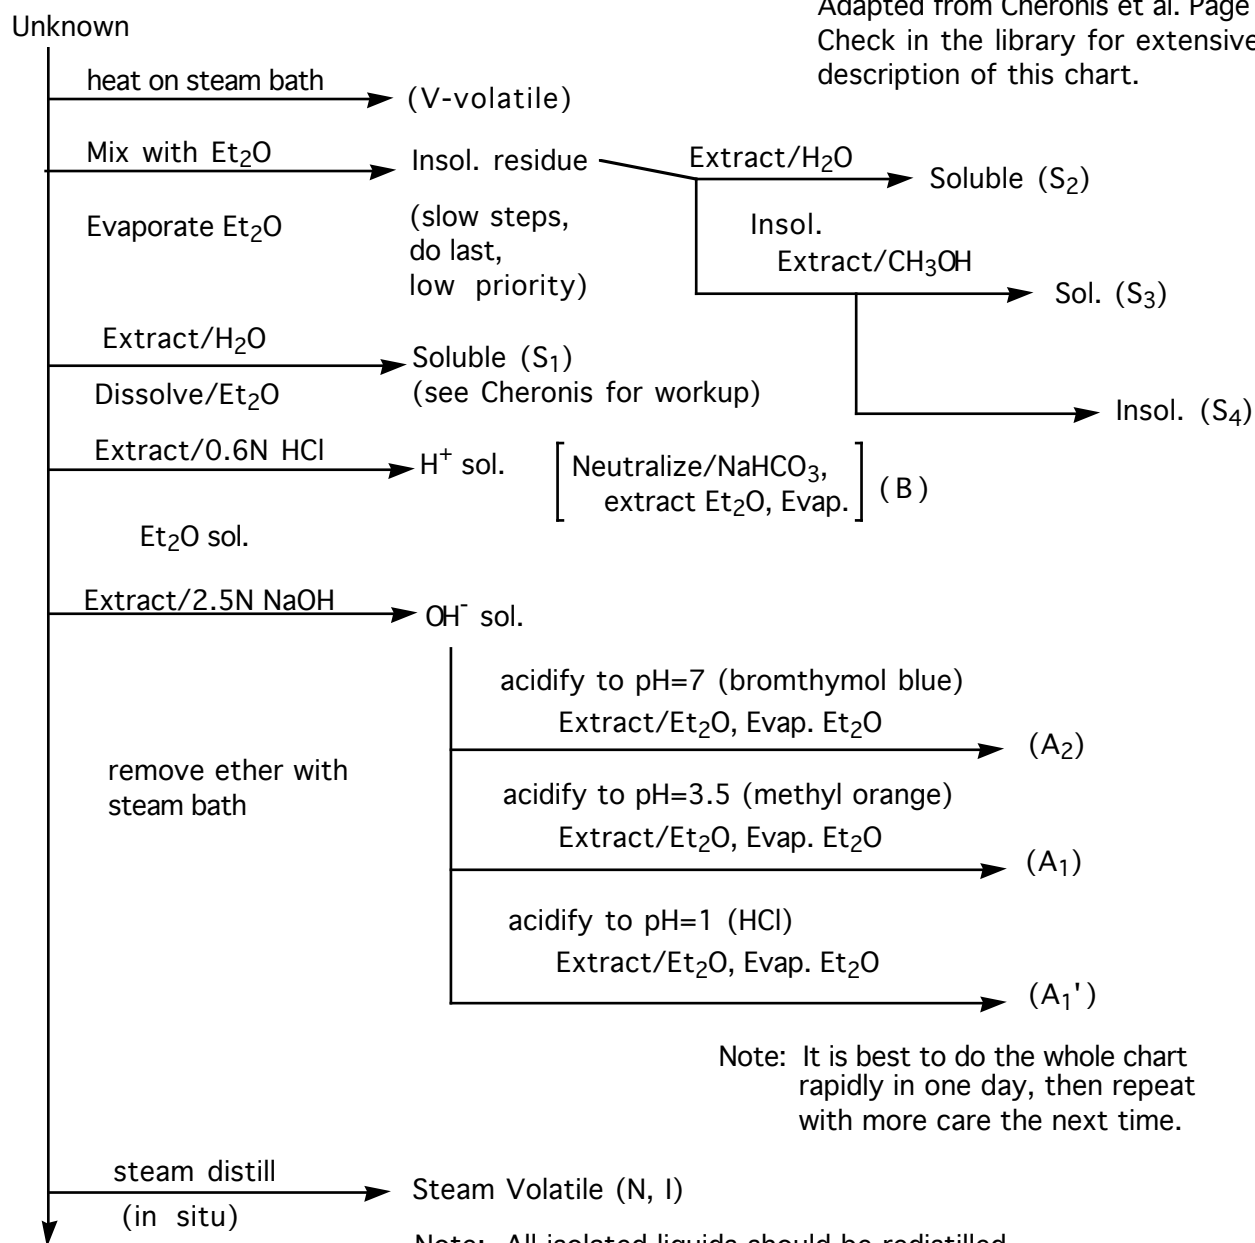 Unknown
Adapted from Cheronis et al. Page
Check in the library for extensive
description of this chart.
heat on steam bath
(V-volatile)
Mix with Et₂O
Insol. residue
Extract/H₂O
Soluble (S₂)
Evaporate Et₂O
(slow steps,
do last,
low priority)
Insol.
Extract/CH₃OH
Sol. (S₃)
Insol. (S₄)
Extract/H₂O
Soluble (S₁)
(see Cheronis for workup)
Dissolve/Et₂O
Extract/0.6N HCl
H⁺ sol.
Neutralize/NaHCO₃,
extract Et₂O, Evap.
(B)
Et₂O sol.
Extract/2.5N NaOH
OH⁻ sol.
acidify to pH=7 (bromthymol blue)
Extract/Et₂O, Evap. Et₂O
(A₂)
remove ether with
steam bath
acidify to pH=3.5 (methyl orange)
Extract/Et₂O, Evap. Et₂O
(A₁)
acidify to pH=1 (HCl)
Extract/Et₂O, Evap. Et₂O
(A₁')
Note: It is best to do the whole chart
rapidly in one day, then repeat
with more care the next time.
steam distill
(in situ)
Steam Volatile (N, I)
Note: All isolated liquids should be redistilled